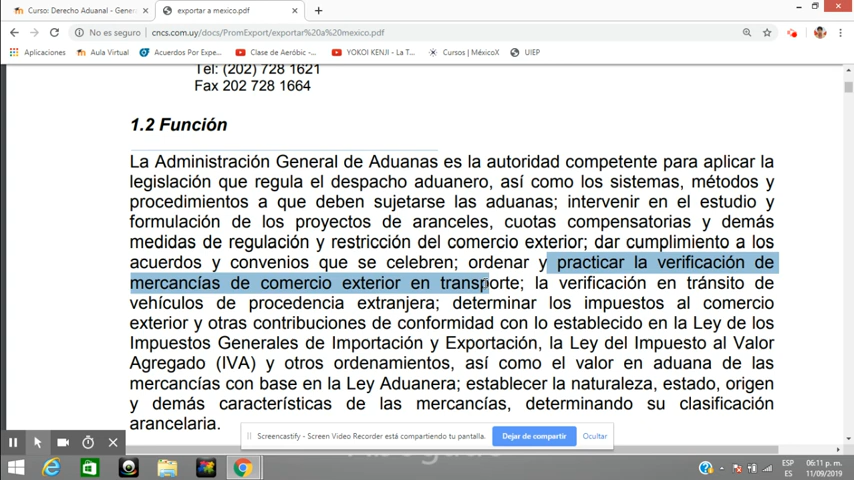 Curso: Derecho Aduanal - Gener
exportar a mexico.pdf
No es seguro
cncs.com.uy/docs/PromExport/exportar%20a%20mexico.pdf
Aplicaciones
Aula Virtual
Acuerdos Por Expe...
Clase de Aeróbic -...
YOKOI KENJI - La T...
Cursos | MéxicoX
UIEP
Tel: (202) 728 1621
Fax 202 728 1664
1.2 Función
La Administración General de Aduanas es la autoridad competente para aplicar la
legislación que regula el despacho aduanero, así como los sistemas, métodos y
procedimientos a que deben sujetarse las aduanas; intervenir en el estudio y
formulación de los proyectos de aranceles, cuotas compensatorias y demás
medidas de regulación y restricción del comercio exterior; dar cumplimiento a los
acuerdos y convenios que se celebren; ordenar y practicar la verificación de
mercancías de comercio exterior en transporte; la verificación en tránsito de
vehículos de procedencia extranjera; determinar los impuestos al comercio
exterior y otras contribuciones de conformidad con lo establecido en la Ley de los
Impuestos Generales de Importación y Exportación, la Ley del Impuesto al Valor
Agregado (IVA) y otros ordenamientos, así como el valor en aduana de las
mercancías con base en la Ley Aduanera; establecer la naturaleza, estado, origen
y demás características de las mercancías, determinando su clasificación
arancelaria.
Screencastify - Screen Video Recorder está compartiendo tu pantalla.
Dejar de compartir
Ocultar
ESP
ES
06:11 p. m.
11/09/2019